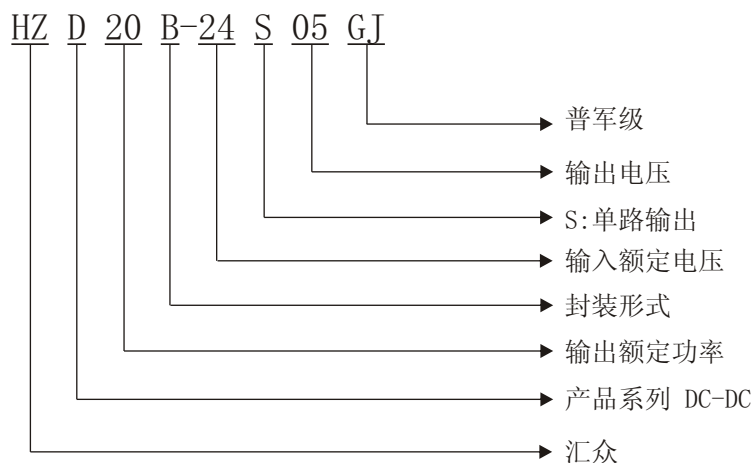 HZ D 20 B-24 S 05 GJ
普军级
输出电压
S:单路输出
输入额定电压
封装形式
输出额定功率
产品系列 DC-DC
汇众